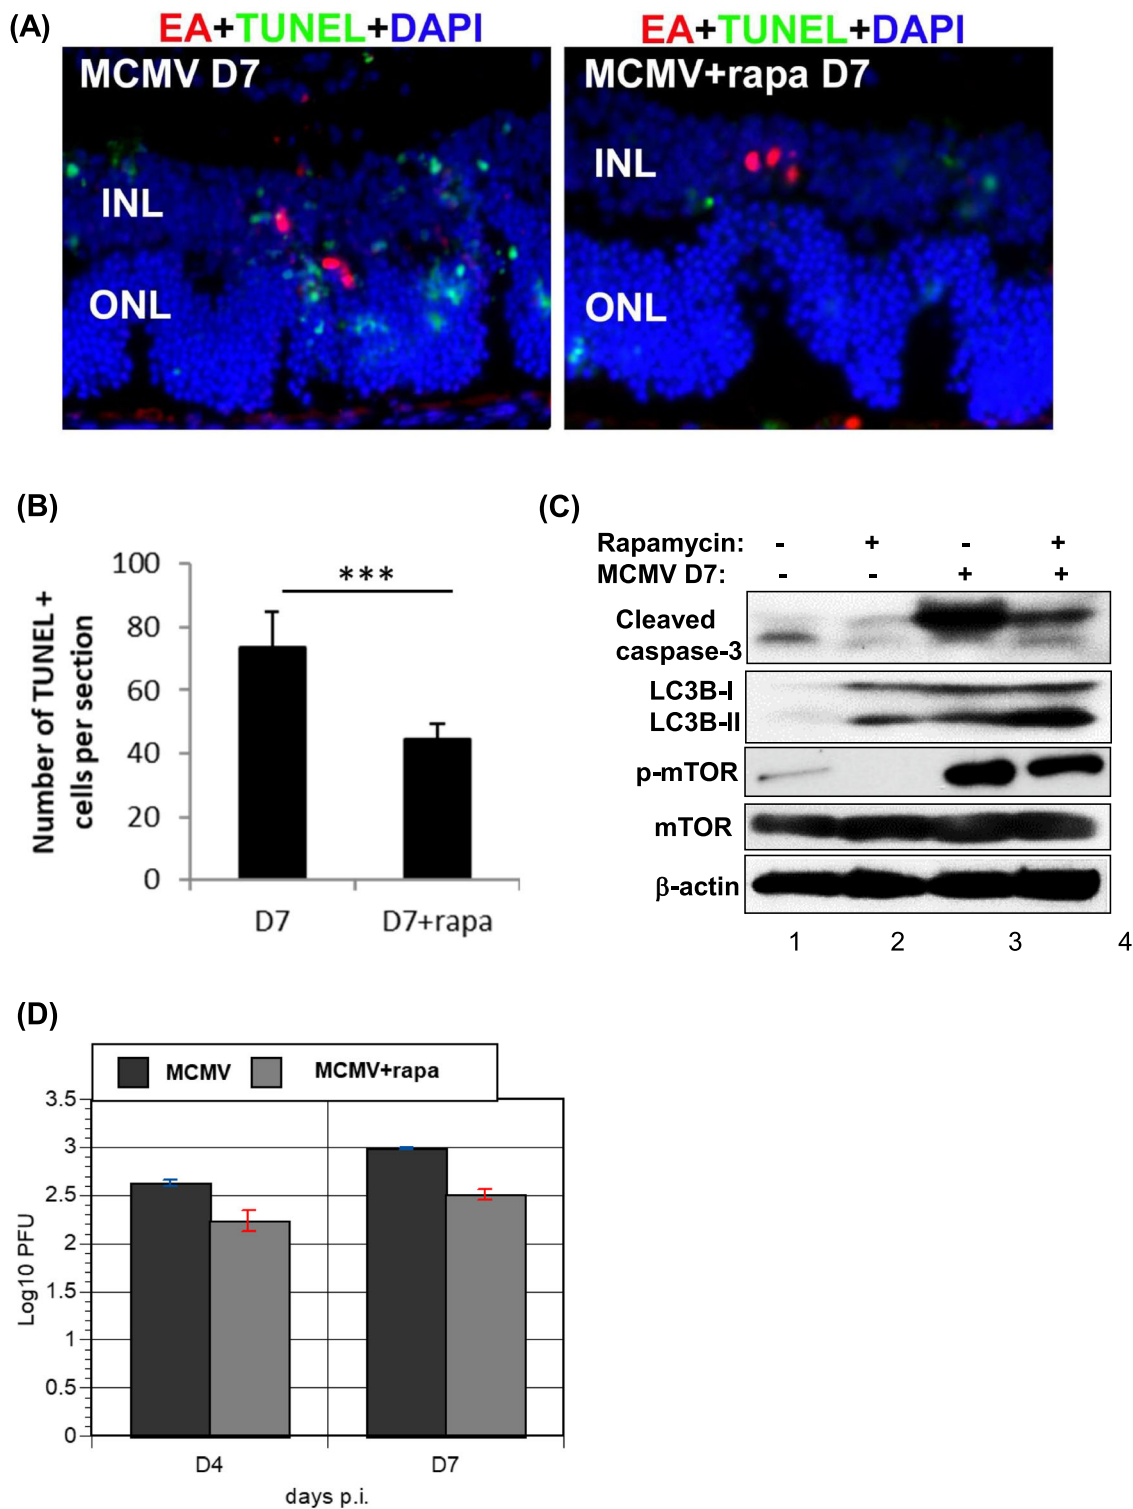 (A)
EA+TUNEL+DAPI
EA+TUNEL+DAPI
MCMV D7
INL
ONL
MCMV+rapa D7
INL
ONL
(B)
Number of TUNEL +
cells per section
100
80
60
40
20
0
***
D7
D7+rapa
(C)
Rapamycin: - + - +
MCMV D7: - - + +
Cleaved
caspase-3
LC3B-I
LC3B-II
p-mTOR
mTOR
β-actin
1 2 3 4
(D)
MCMV MCMV+rapa
Log10 PFU
3.5
3
2.5
2
1.5
1
0.5
0
D4 D7
days p.i.